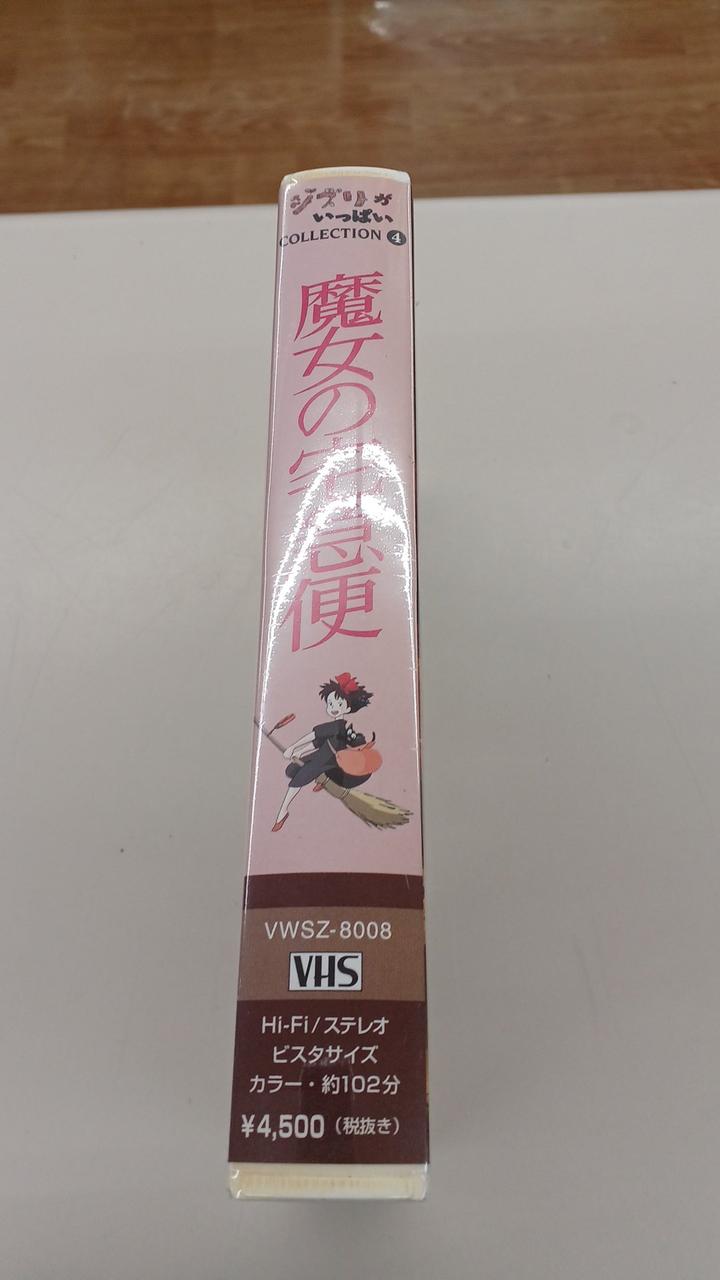 ジブリが
いっぱい
COLLECTION 4
魔女の宅急便
VWSZ-8008
VHS
Hi-Fi/ステレオ
ビスタサイズ
カラー・約102分
¥4,500（税抜き）